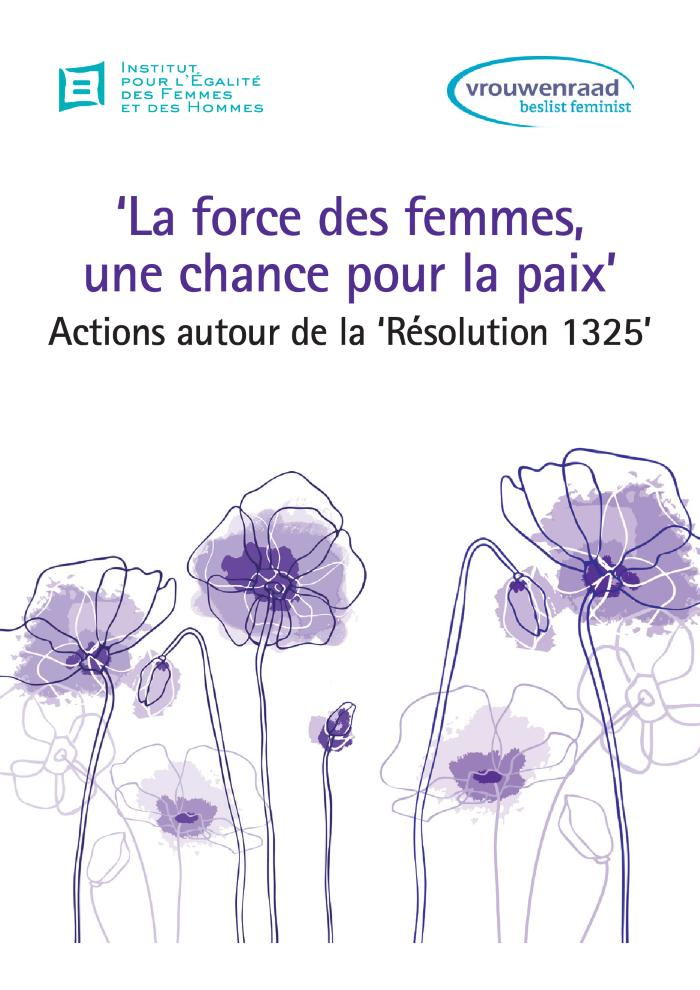 INSTITUT
POUR L'ÉGALITÉ
DES FEMMES
ET DES HOMMES
vrouwenraad
beslist feminist
‘La force des femmes,
une chance pour la paix’
Actions autour de la ‘Résolution 1325’